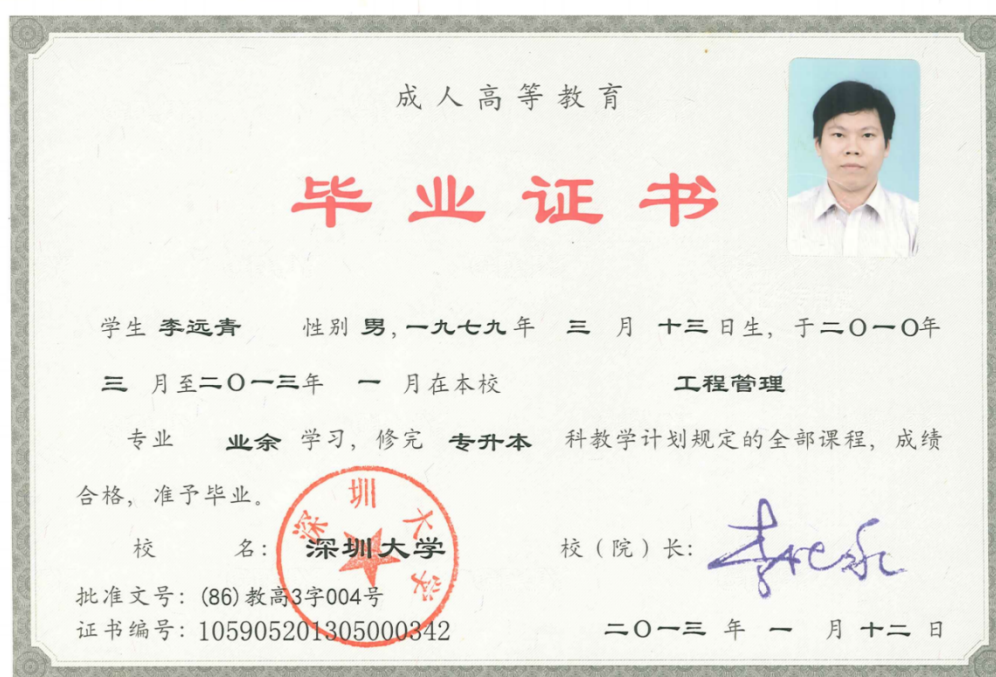 成人高等教育
毕业证书
学生 李远青 性别 男，一九七九年 三 月 十三日生，于二〇一〇年
三 月至二〇一三年 一 月在本校 工程管理
专业 业余 学习，修完 专升本 科教学计划规定的全部课程，成绩
合格，准予毕业。
深圳大学
校 名： 深圳大学 校（院）长：
批准文号：(86)教高3字004号
证书编号：105905201305000342 二〇一三 年 一 月 十二 日